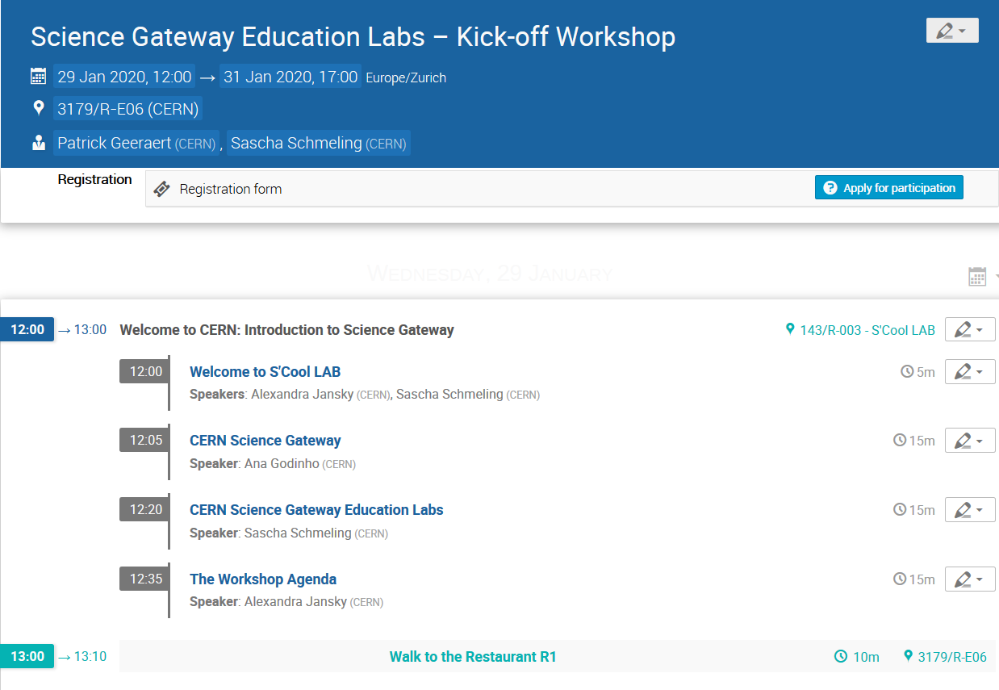 Science Gateway Education Labs – Kick-off Workshop
29 Jan 2020, 12:00 → 31 Jan 2020, 17:00 Europe/Zurich
3179/R-E06 (CERN)
Patrick Geeraert (CERN) , Sascha Schmeling (CERN)
Registration Registration form ? Apply for participation
Wednesday, 29 January
12:00 → 13:00 Welcome to CERN: Introduction to Science Gateway 143/R-003 - S'Cool LAB
12:00 Welcome to S'Cool LAB 5m
Speakers: Alexandra Jansky (CERN), Sascha Schmeling (CERN)
12:05 CERN Science Gateway 15m
Speaker: Ana Godinho (CERN)
12:20 CERN Science Gateway Education Labs 15m
Speaker: Sascha Schmeling (CERN)
12:35 The Workshop Agenda 15m
Speaker: Alexandra Jansky (CERN)
13:00 → 13:10 Walk to the Restaurant R1 10m 3179/R-E06